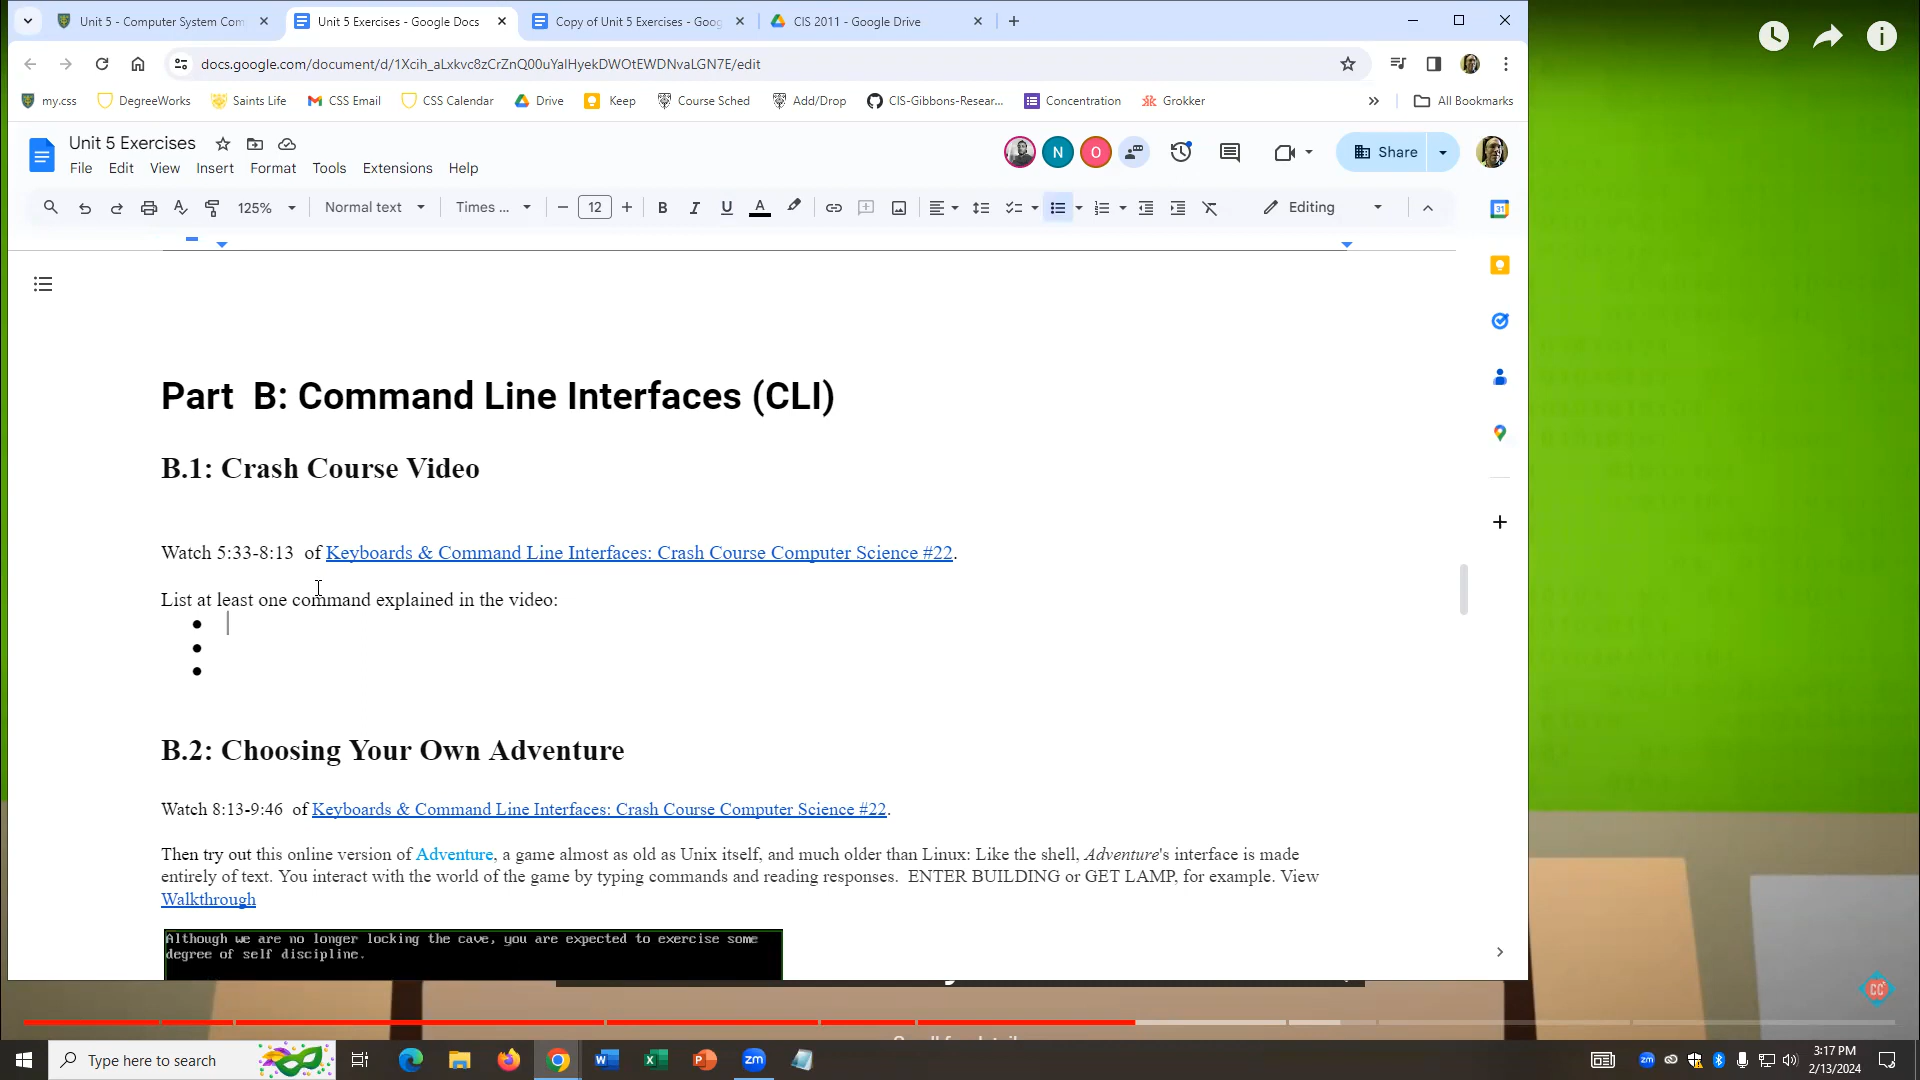 Unit 5 - Computer System Com
Unit 5 Exercises - Google Docs
Copy of Unit 5 Exercises - Goog
CIS 2011 - Google Drive
docs.google.com/document/d/1Xcih_aLxkvc8zCrZnQ00uYalHyekDWOtEWDNvaLGN7E/edit
my.css
DegreeWorks
Saints Life
CSS Email
CSS Calendar
Drive
Keep
Course Sched
Add/Drop
CIS-Gibbons-Resear...
Concentration
Grokker
All Bookmarks
Unit 5 Exercises
N
O
Share
File Edit View Insert Format Tools Extensions Help
125% Normal text Times ... 12 B I U A Editing
31
Part  B: Command Line Interfaces (CLI)
B.1: Crash Course Video
Watch 5:33-8:13  of Keyboards & Command Line Interfaces: Crash Course Computer Science #22.
List at least one command explained in the video:
B.2: Choosing Your Own Adventure
Watch 8:13-9:46  of Keyboards & Command Line Interfaces: Crash Course Computer Science #22.
Then try out this online version of Adventure, a game almost as old as Unix itself, and much older than Linux: Like the shell, Adventure's interface is made
entirely of text. You interact with the world of the game by typing commands and reading responses.  ENTER BUILDING or GET LAMP, for example. View
Walkthrough
Although we are no longer locking the cave, you are expected to exercise some
degree of self discipline.
CC
Type here to search
zm
zm
3:17 PM
2/13/2024